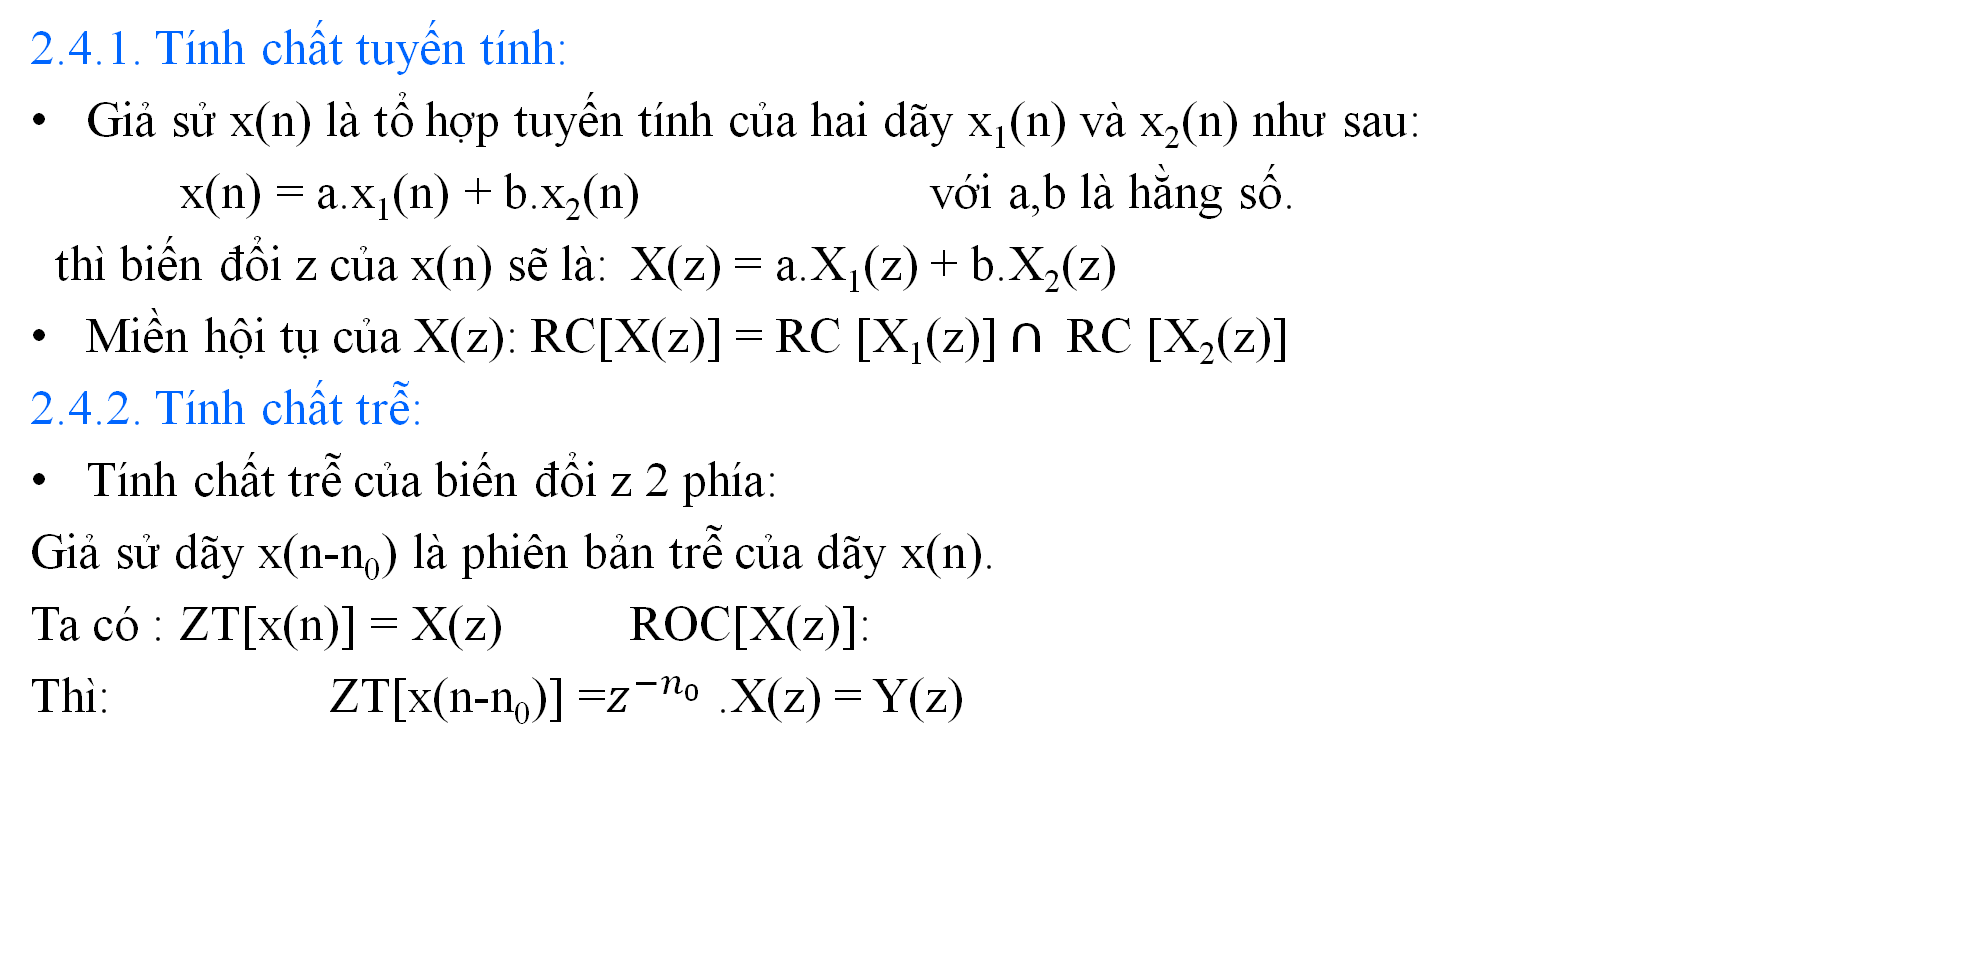 2.4.1. Tính chất tuyến tính:
• Giả sử x(n) là tổ hợp tuyến tính của hai dãy x₁(n) và x₂(n) như sau:
x(n) = a.x₁(n) + b.x₂(n) với a,b là hằng số.
thì biến đổi z của x(n) sẽ là: X(z) = a.X₁(z) + b.X₂(z)
• Miền hội tụ của X(z): RC[X(z)] = RC [X₁(z)] ∩ RC [X₂(z)]
2.4.2. Tính chất trễ:
• Tính chất trễ của biến đổi z 2 phía:
Giả sử dãy x(n-n₀) là phiên bản trễ của dãy x(n).
Ta có : ZT[x(n)] = X(z) ROC[X(z)]:
Thì: ZT[x(n-n₀)] =z^{−n₀} .X(z) = Y(z)